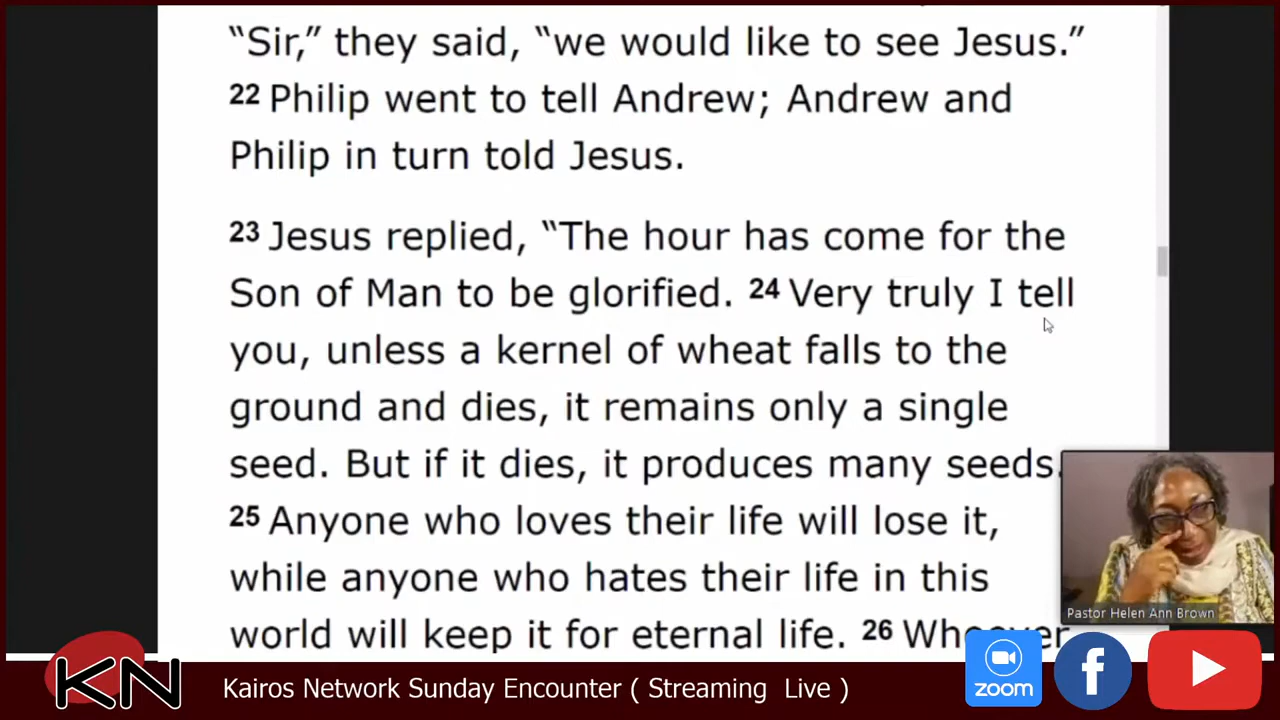 “Sir,” they said, “we would like to see Jesus.”
22 Philip went to tell Andrew; Andrew and
Philip in turn told Jesus.
23 Jesus replied, “The hour has come for the
Son of Man to be glorified. 24 Very truly I tell
you, unless a kernel of wheat falls to the
ground and dies, it remains only a single
seed. But if it dies, it produces many seeds.
25 Anyone who loves their life will lose it,
while anyone who hates their life in this
world will keep it for eternal life. 26 Whoever
Pastor Helen Ann Brown
KN
Kairos Network Sunday Encounter ( Streaming Live )
zoom
f